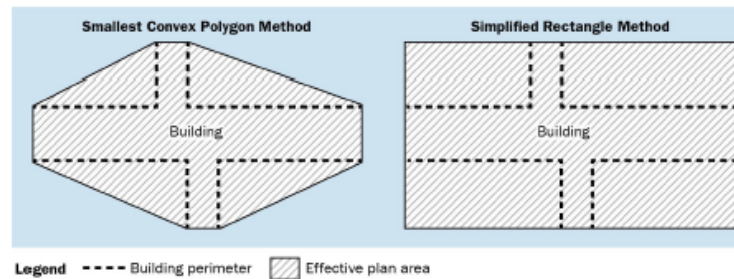 Smallest Convex Polygon Method
Simplified Rectangle Method
Building
Building
Legend Building perimeter Effective plan area